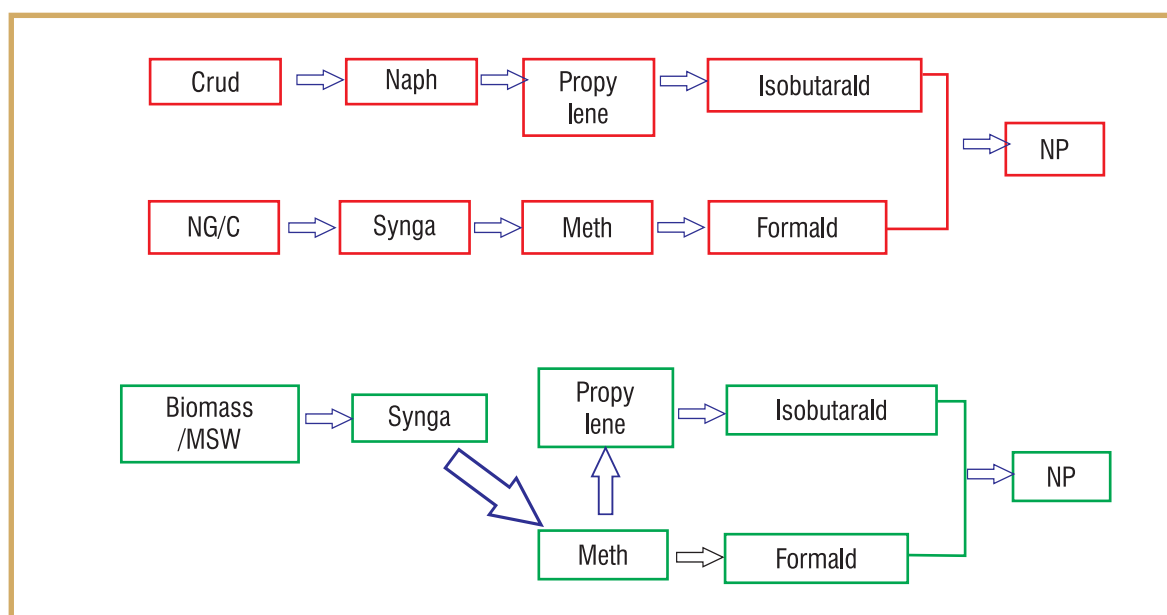 Crud
Naph
Propy
lene
Isobutarald
NP
NG/C
Synga
Meth
Formald
Biomass
/MSW
Synga
Propy
lene
Isobutarald
NP
Meth
Formald